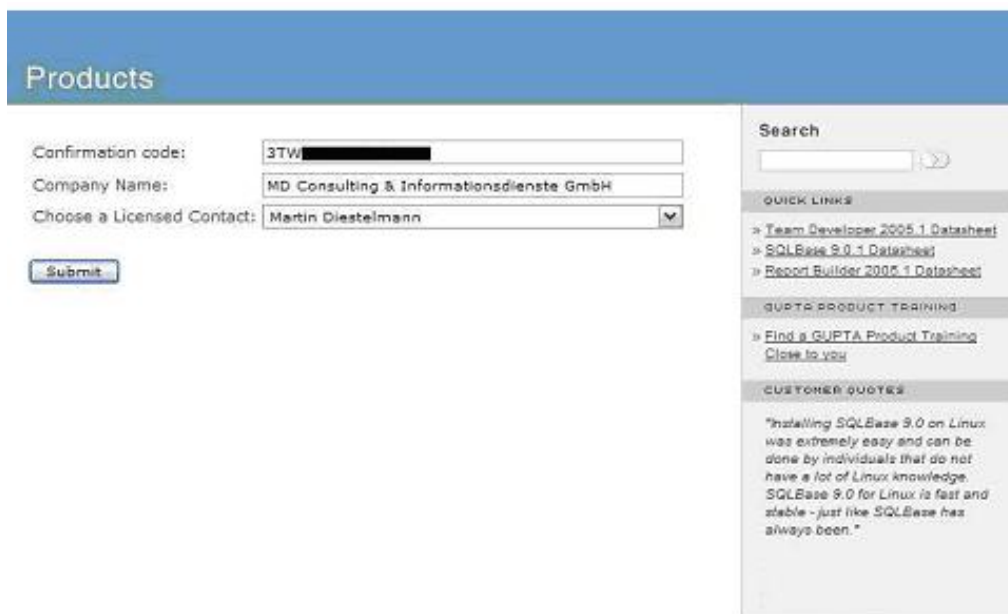 Products
Confirmation code:
3TW
Company Name:
MD Consulting & Informationsdienste GmbH
Choose a Licensed Contact:
Martin Diestelmann
Submit
Search
QUICK LINKS
» Team Developer 2005.1 Datasheet
» SQLBase 9.0.1 Datasheet
» Report Builder 2005.1 Datasheet
GUPTA PRODUCT TRAINING
» Find a GUPTA Product Training
Close to you
CUSTOMER QUOTES
"Installing SQLBase 9.0 on Linux
was extremely easy and can be
done by individuals that do not
have a lot of Linux knowledge.
SQLBase 9.0 for Linux is fast and
stable - just like SQLBase has
always been."